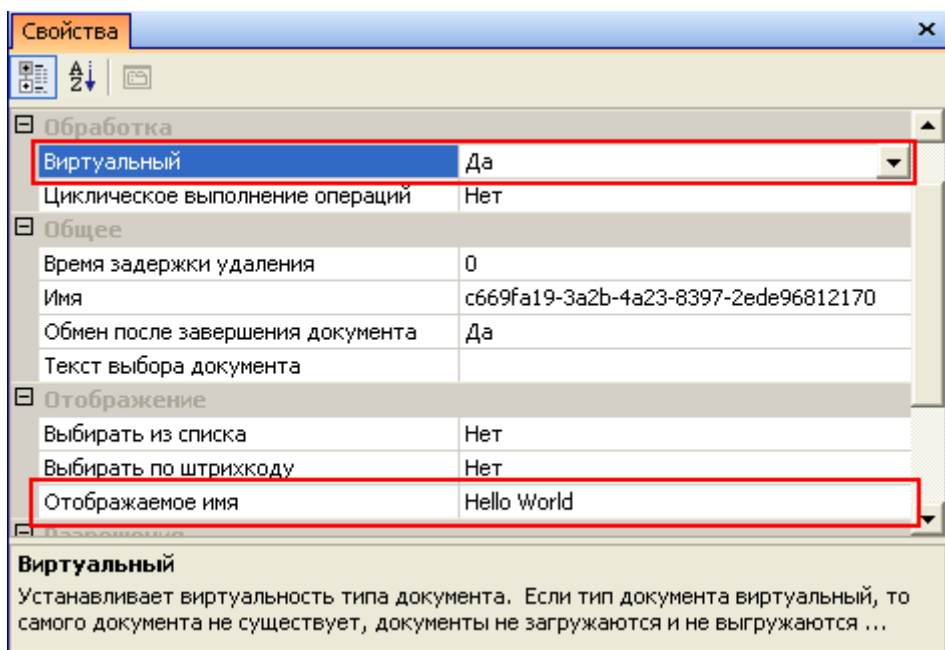 Свойства
Обработка
Виртуальный Да
Циклическое выполнение операций Нет
Общее
Время задержки удаления 0
Имя c669fa19-3a2b-4a23-8397-2ede96812170
Обмен после завершения документа Да
Текст выбора документа
Отображение
Выбирать из списка Нет
Выбирать по штрихкоду Нет
Отображаемое имя Hello World
Виртуальный
Устанавливает виртуальность типа документа. Если тип документа виртуальный, то
самого документа не существует, документы не загружаются и не выгружаются ...